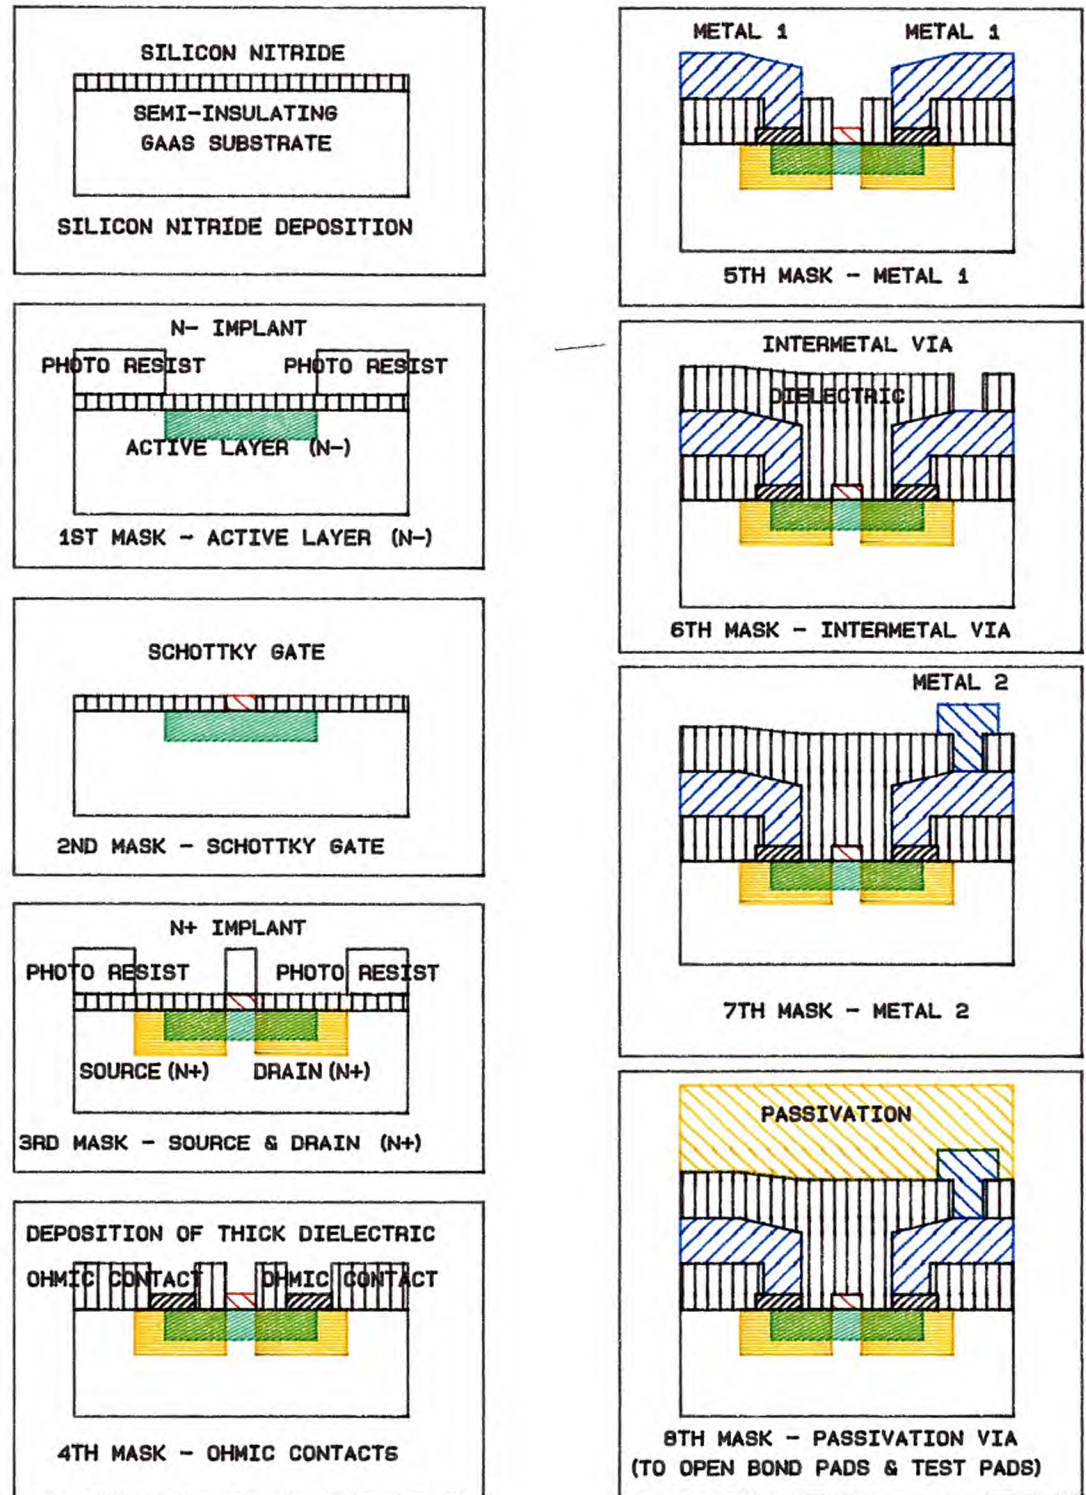 SILICON NITRIDE
SEMI-INSULATING
GAAS SUBSTRATE
SILICON NITRIDE DEPOSITION
N- IMPLANT
PHOTO RESIST PHOTO RESIST
ACTIVE LAYER (N-)
1ST MASK - ACTIVE LAYER (N-)
SCHOTTKY GATE
2ND MASK - SCHOTTKY GATE
N+ IMPLANT
PHOTO RESIST PHOTO RESIST
SOURCE (N+) DRAIN (N+)
3RD MASK - SOURCE & DRAIN (N+)
DEPOSITION OF THICK DIELECTRIC
OHMIC CONTACT OHMIC CONTACT
4TH MASK - OHMIC CONTACTS
METAL 1 METAL 1
5TH MASK - METAL 1
INTERMETAL VIA
DIELECTRIC
6TH MASK - INTERMETAL VIA
METAL 2
7TH MASK - METAL 2
PASSIVATION
8TH MASK - PASSIVATION VIA
(TO OPEN BOND PADS & TEST PADS)